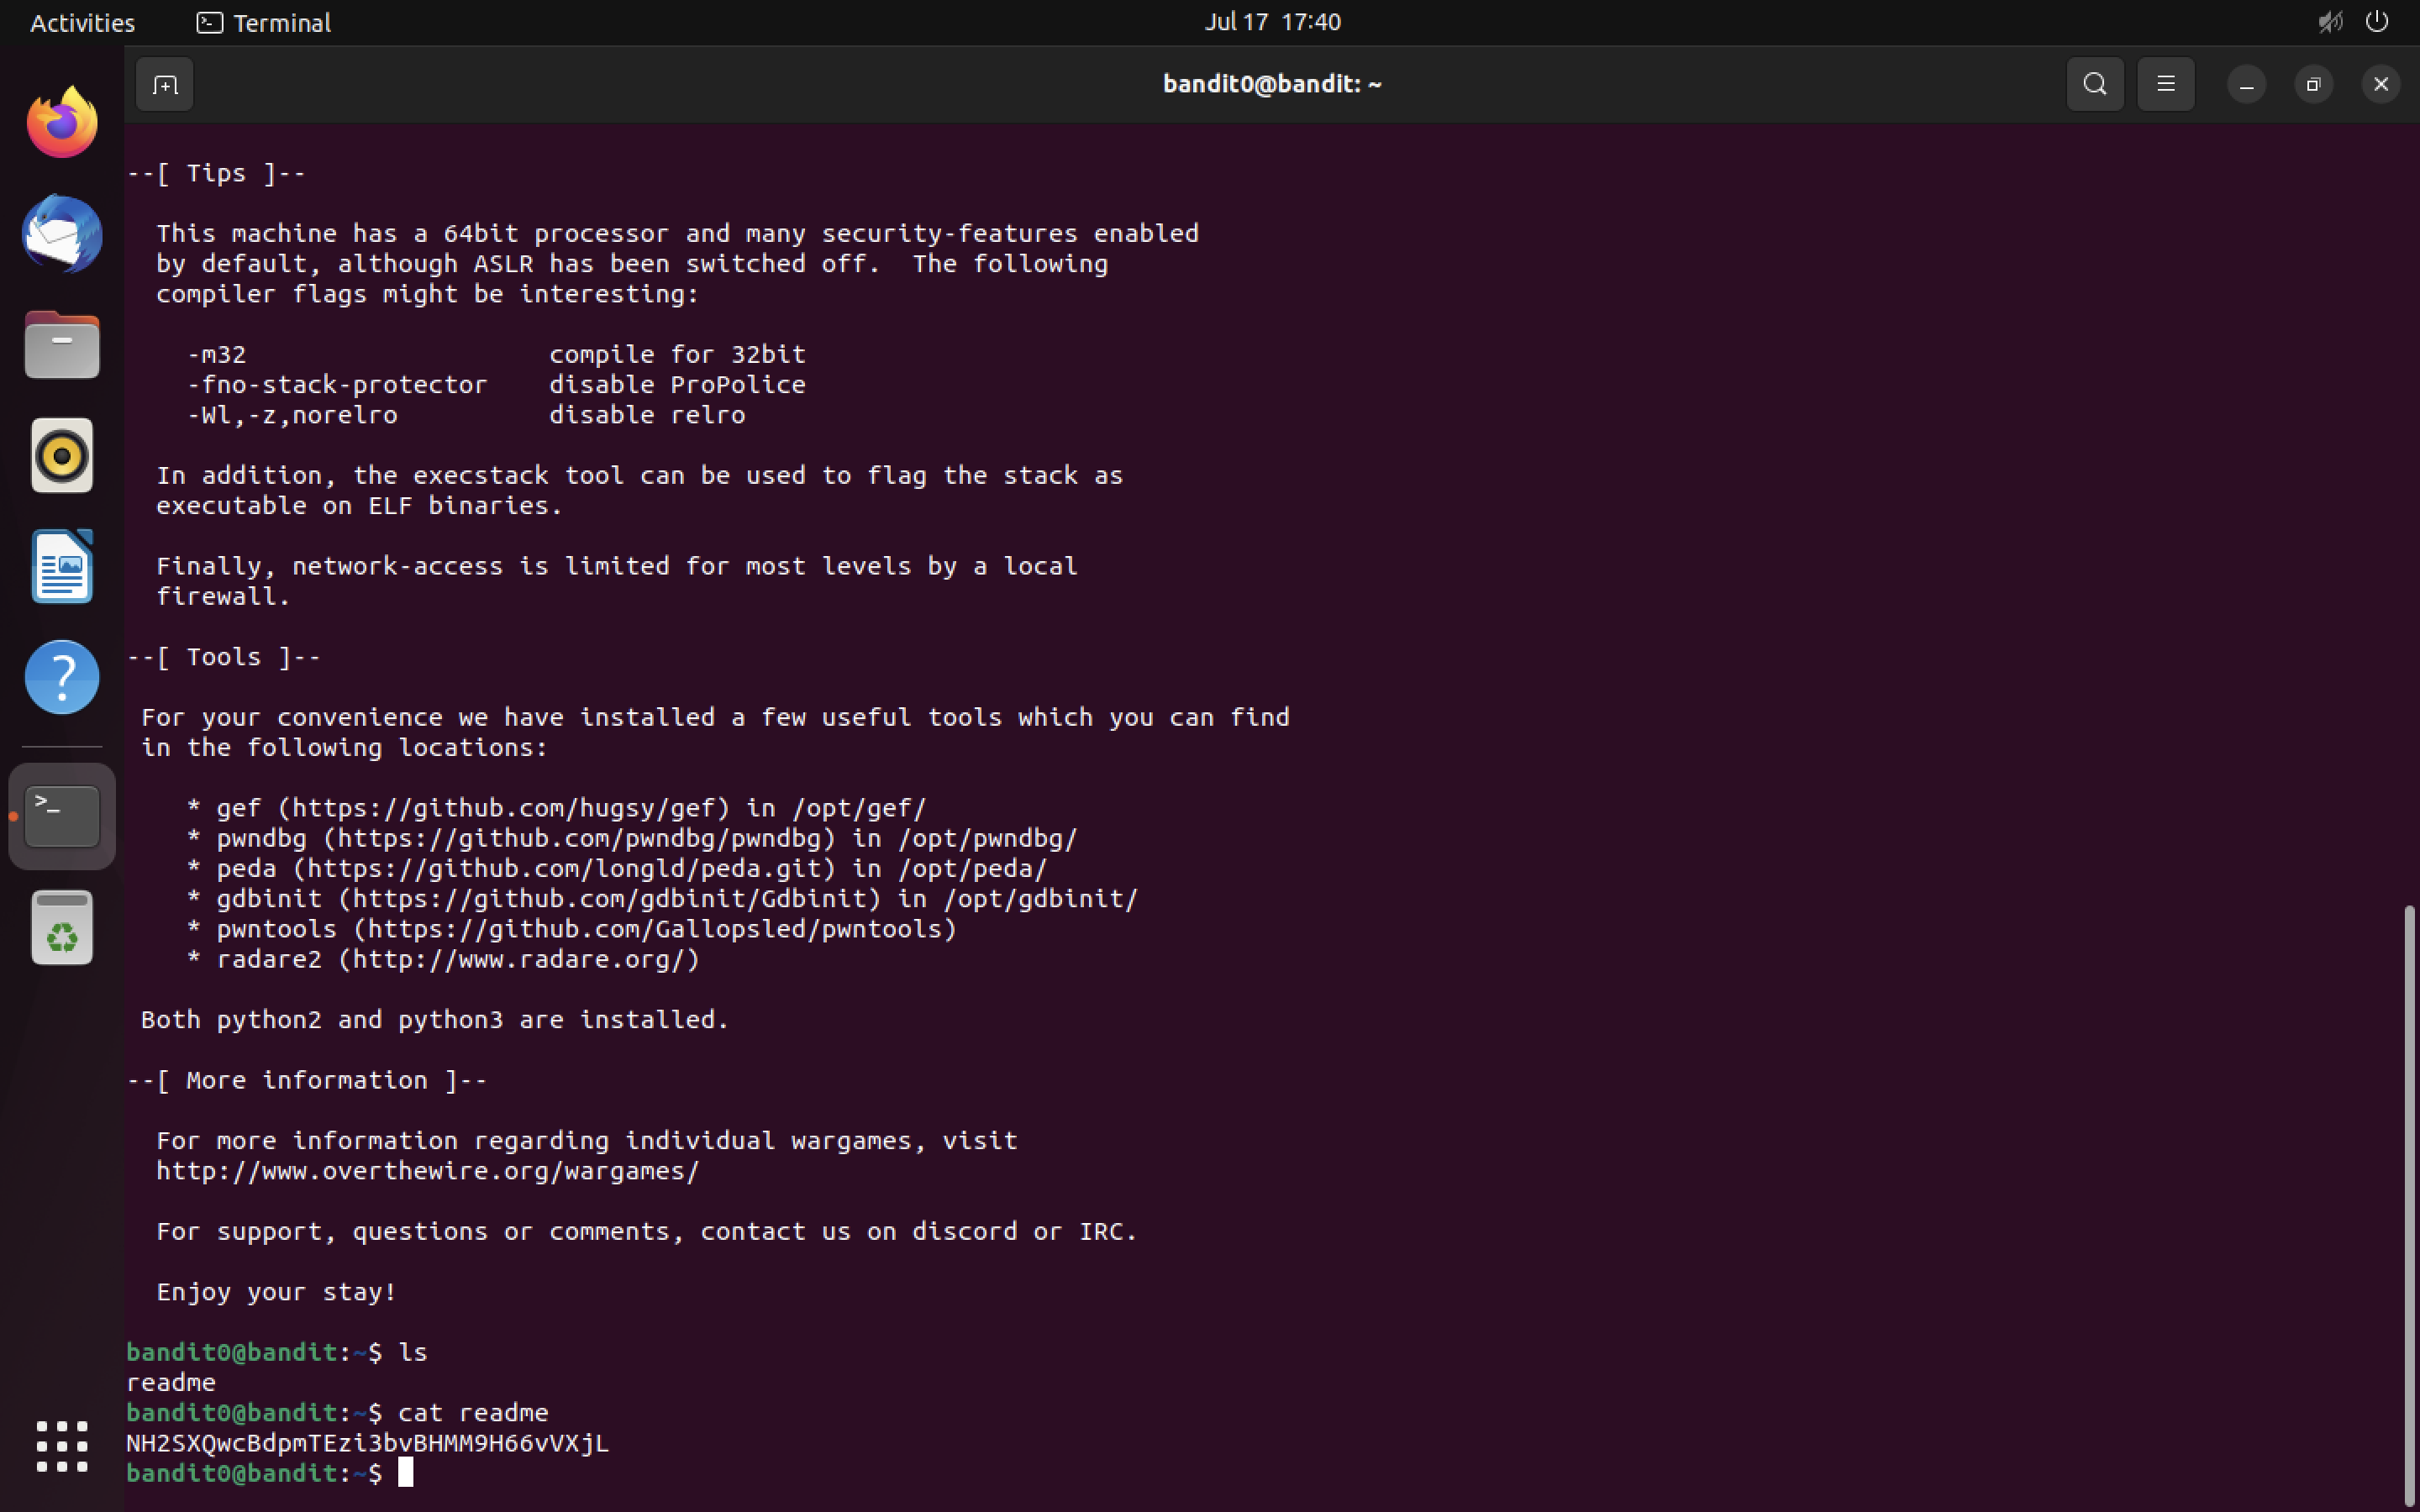 Activities
Terminal
Jul 17 17:40
bandit0@bandit: ~
--[ Tips ]--
This machine has a 64bit processor and many security-features enabled
by default, although ASLR has been switched off.  The following
compiler flags might be interesting:
-m32                    compile for 32bit
-fno-stack-protector    disable ProPolice
-Wl,-z,norelro          disable relro
In addition, the execstack tool can be used to flag the stack as
executable on ELF binaries.
Finally, network-access is limited for most levels by a local
firewall.
--[ Tools ]--
For your convenience we have installed a few useful tools which you can find
in the following locations:
* gef (https://github.com/hugsy/gef) in /opt/gef/
* pwndbg (https://github.com/pwndbg/pwndbg) in /opt/pwndbg/
* peda (https://github.com/longld/peda.git) in /opt/peda/
* gdbinit (https://github.com/gdbinit/Gdbinit) in /opt/gdbinit/
* pwntools (https://github.com/Gallopsled/pwntools)
* radare2 (http://www.radare.org/)
Both python2 and python3 are installed.
--[ More information ]--
For more information regarding individual wargames, visit
http://www.overthewire.org/wargames/
For support, questions or comments, contact us on discord or IRC.
Enjoy your stay!
bandit0@bandit:~$ ls
readme
bandit0@bandit:~$ cat readme
NH2SXQwcBdpmTEzi3bvBHMM9H66vVXjL
bandit0@bandit:~$